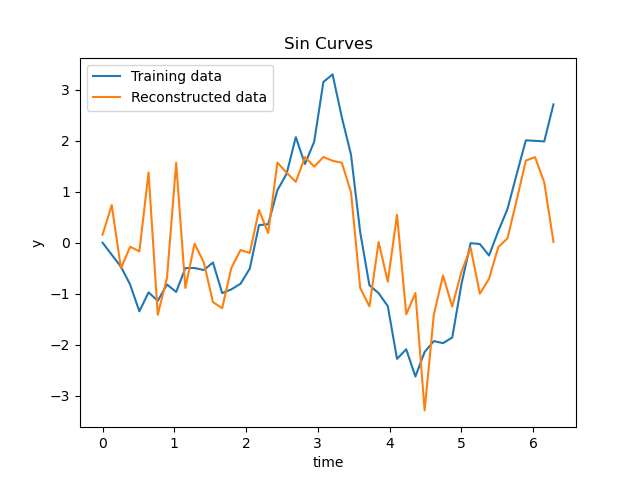 Sin Curves
Training data
Reconstructed data
3
2
1
0
−1
−2
−3
y
0 1 2 3 4 5 6
time